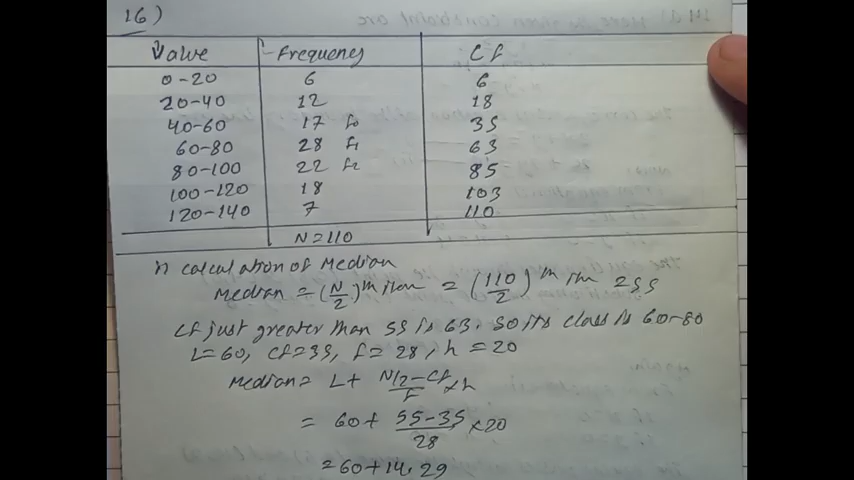 16)
Value Frequency Cf
0-20 6 6
20-40 12 18
40-60 17 f₀ 35
60-80 28 f₁ 63
80-100 22 f₂ 85
100-120 18 103
120-140 7 110
N=110
i) calculation of Median
Median = (N/2)th item = (110/2)th item = 55
Cf just greater than 55 is 63. So its class is 60-80
L=60, Cf=35, f=28, h=20
Median = L+ N/2-Cf/f ×h
= 60+ 55-35/28 ×20
= 60+14.29